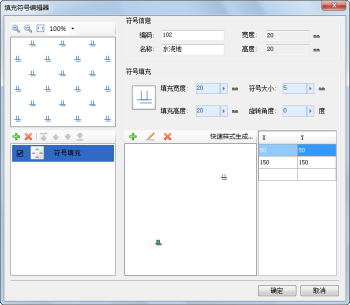 填充符号编辑器
100%
符号信息
编码: 102 宽度: 20 mm
名称: 水浇地 高度: 20 mm
符号填充
填充宽度: 20 mm 符号大小: 5 mm
填充高度: 20 mm 旋转角度: 0 度
符号填充
快速样式生成...
X Y
50 50
150 150
确定 取消